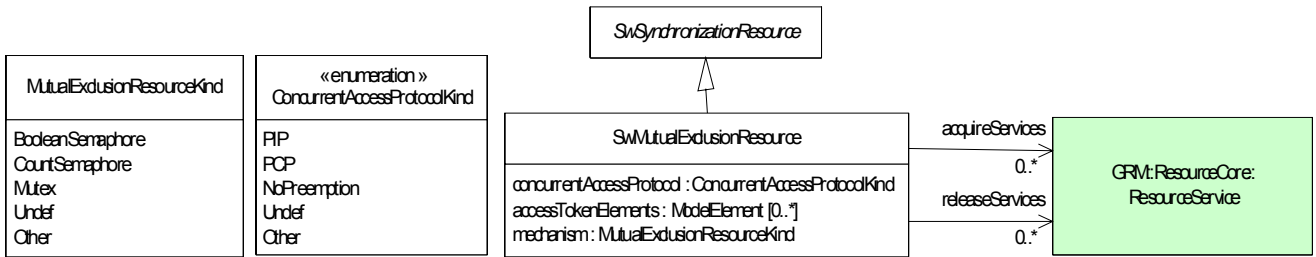 SwSynchronizationResource
MutualExclusionResourceKind
BooleanSemaphore
CountSemaphore
Mutex
Undef
Other
«enumeration»
ConcurrentAccessProtocolKind
PIP
PCP
NoPreemption
Undef
Other
SwMutualExclusionResource
concurrentAccessProtocol : ConcurrentAccessProtocolKind
accessTokenElements : ModelElement [0..*]
mechanism : MutualExclusionResourceKind
acquireServices
0..*
releaseServices
0..*
GRM::ResourceCore:
ResourceService